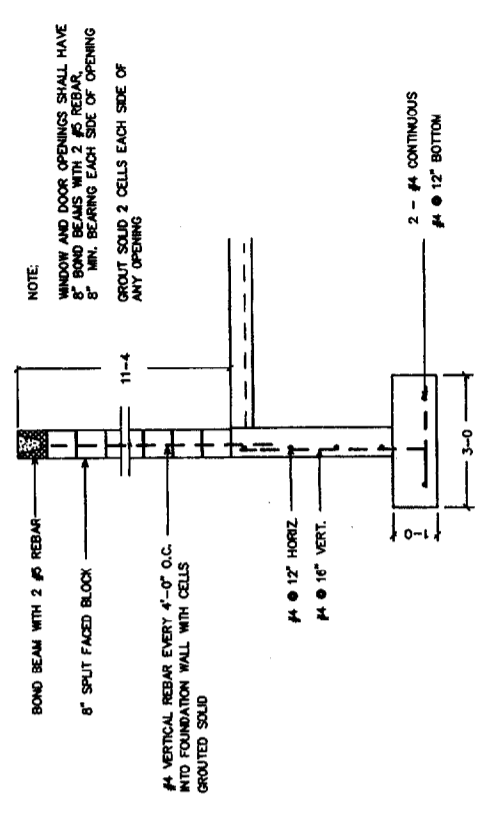 NOTE:
WINDOW AND DOOR OPENINGS SHALL HAVE
8" BOND BEAMS WITH 2 #5 REBAR,
8" MIN. BEARING EACH SIDE OF OPENING
GROUT SOLID 2 CELLS EACH SIDE OF
ANY OPENING
BOND BEAM WITH 2 #5 REBAR
8" SPLIT FACED BLOCK
11-4
#4 VERTICAL REBAR EVERY 4'-0" O.C.
INTO FOUNDATION WALL WITH CELLS
GROUTED SOLID
#4 @ 12" HORIZ
#4 @ 16" VERT.
1-0
3-0
2 - #4 CONTINUOUS
#4 @ 12" BOTTOM